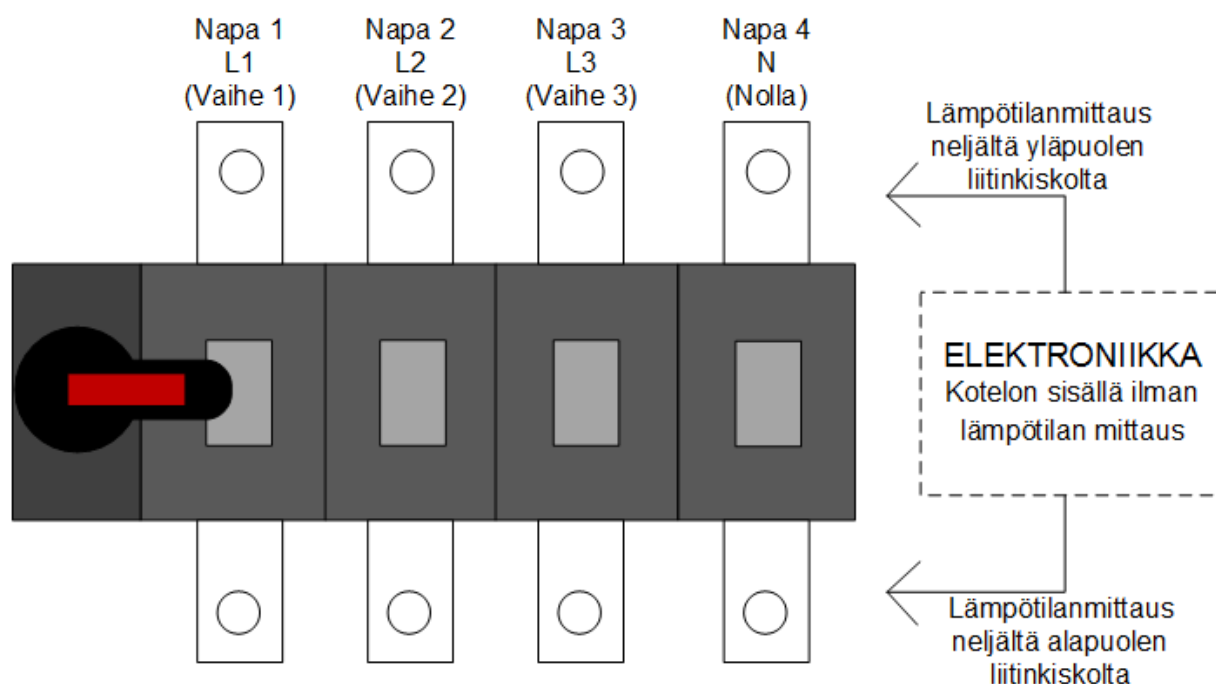 Napa 1
L1
(Vaihe 1)
Napa 2
L2
(Vaihe 2)
Napa 3
L3
(Vaihe 3)
Napa 4
N
(Nolla)
Lämpötilanmittaus
neljältä yläpuolen
liitinkiskolta
ELEKTRONIIKKA
Kotelon sisällä ilman
lämpötilan mittaus
Lämpötilanmittaus
neljältä alapuolen
liitinkiskolta